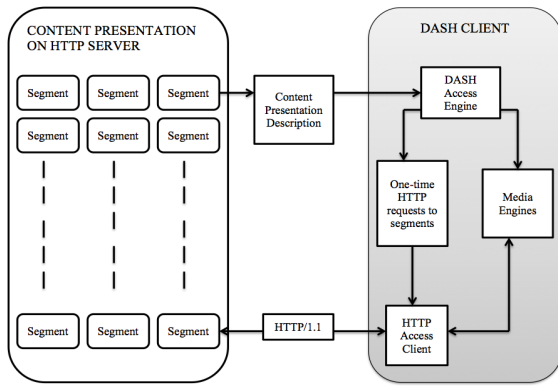 CONTENT PRESENTATION
ON HTTP SERVER
Segment Segment Segment
Segment Segment Segment
Segment Segment Segment
Content
Presentation
Description
HTTP/1.1
DASH CLIENT
DASH
Access
Engine
One-time
HTTP
requests to
segments
Media
Engines
HTTP
Access
Client